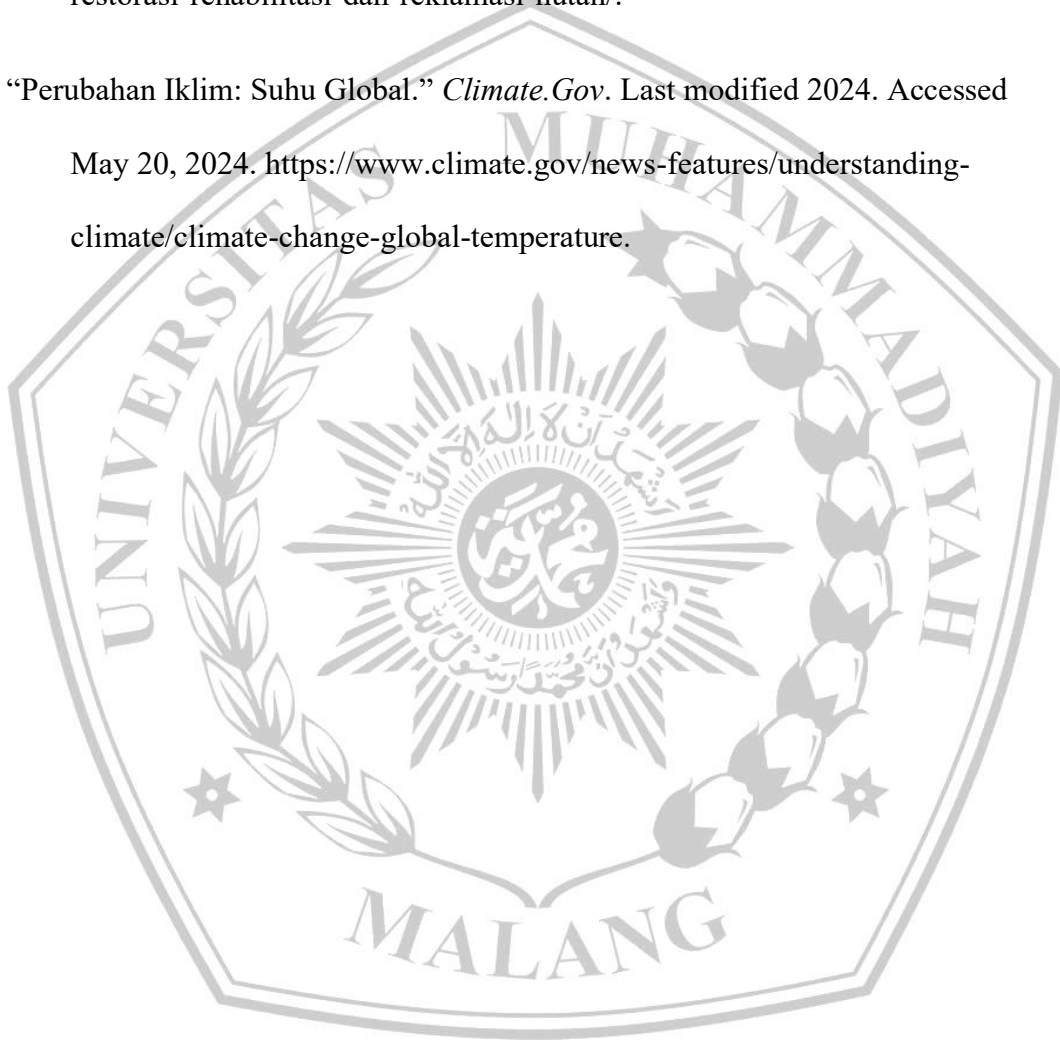 restorasi-rehabilitasi-dan-reklamasi-hutan/.
“Perubahan Iklim: Suhu Global.” Climate.Gov. Last modified 2024. Accessed
May 20, 2024. https://www.climate.gov/news-features/understanding-
climate/climate-change-global-temperature.
UNIVERSITAS MUHAMMADIYAH
MALANG